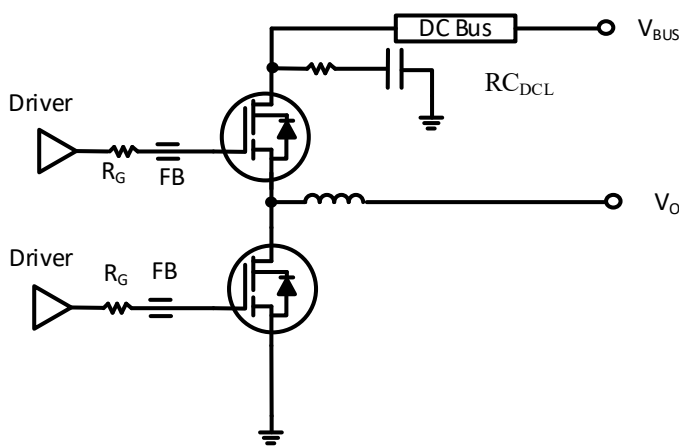 DC Bus
V_BUS
RC_DCL
Driver
R_G
FB
V_O
Driver
R_G
FB